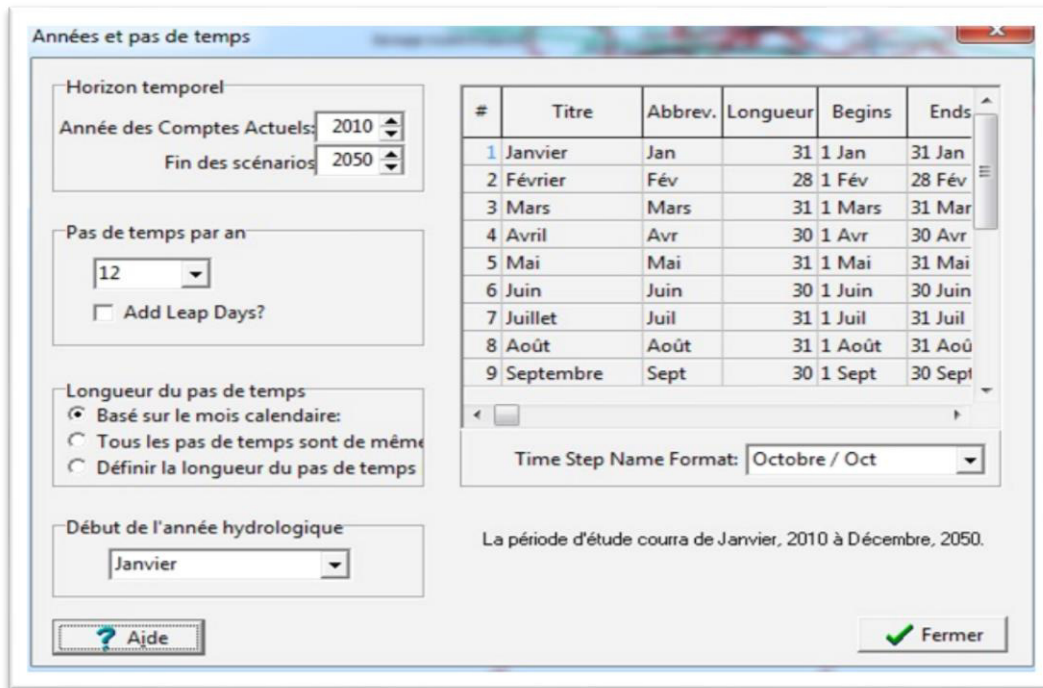 Années et pas de temps
Horizon temporel
Année des Comptes Actuels: 2010
Fin des scénarios 2050
Pas de temps par an
12
Add Leap Days?
Longueur du pas de temps
Basé sur le mois calendaire:
Tous les pas de temps sont de même
Définir la longueur du pas de temps
Début de l'année hydrologique
Janvier
Aide
# Titre Abbrev. Longueur Begins Ends
1 Janvier Jan 31 1 Jan 31 Jan
2 Février Fév 28 1 Fév 28 Fév
3 Mars Mars 31 1 Mars 31 Mar
4 Avril Avr 30 1 Avr 30 Avr
5 Mai Mai 31 1 Mai 31 Mai
6 Juin Juin 30 1 Juin 30 Juin
7 Juillet Juil 31 1 Juil 31 Juil
8 Août Août 31 1 Août 31 Aoû
9 Septembre Sept 30 1 Sept 30 Sept
Time Step Name Format: Octobre / Oct
La période d'étude courra de Janvier, 2010 à Décembre, 2050.
Fermer